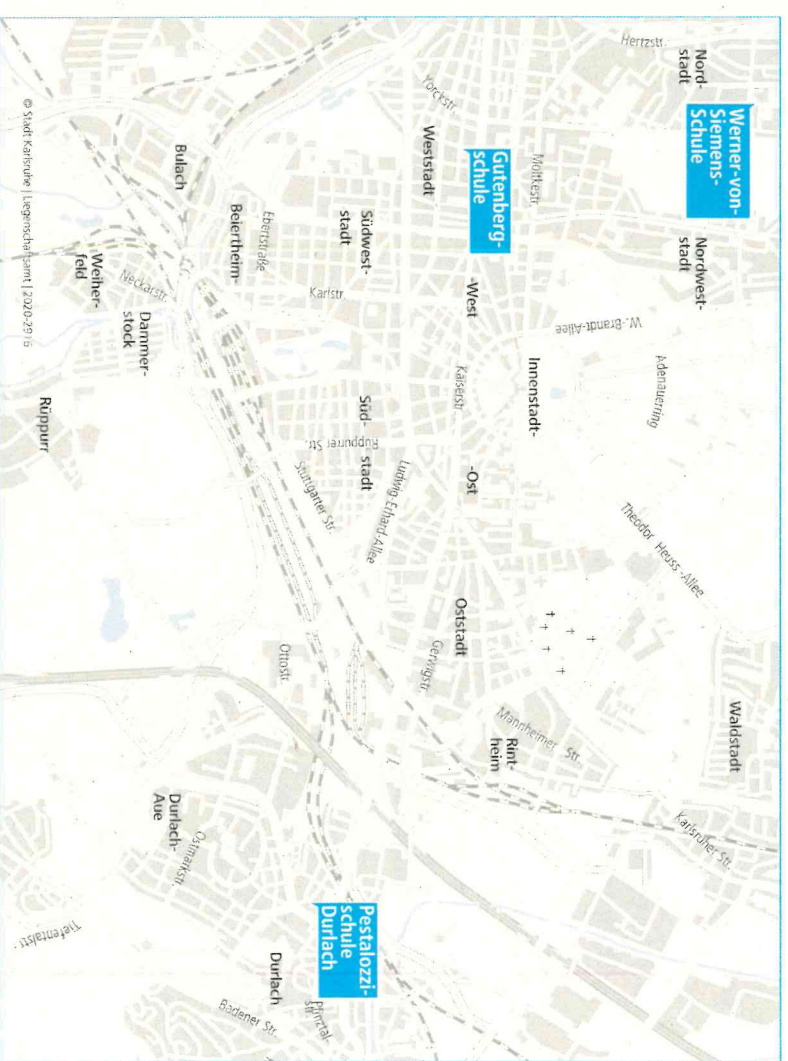 Hertzstr.
Nord-
stadt
Werner-von-
Siemens-
Schule
Nordwest-
stadt
Adenauerring
W.-Brandt-Allee
Theodor Heuss-Allee
Waldstadt
Karlsruher Str.
Yorckstr.
Weststadt
Gutenberg-
schule
Moltkestr.
-West
Innenstadt-
Kaiserstr
-Ost
Oststadt
Gerwigstr.
Mannheimer Str.
Rint-
heim
Südwest-
stadt
Karlstr.
Süd-
stadt
Rüppurrer Str.
Ludwig-Erhard-Allee
Stuttgarter Str.
Bulach
Beiertheim-
Ebertstraße
Ottostr.
Weiher-
feld
Neckarstr.
Dammer-
stock
Rüppurr
Durlach-
Aue
Ostmarkstr.
Pestalozzi-
schule
Durlach
Durlach
Pfinztal-
str.
Badener Str.
Tiefentalstr.
© Stadt Karlsruhe | Liegenschaftsamt | 2020-2916